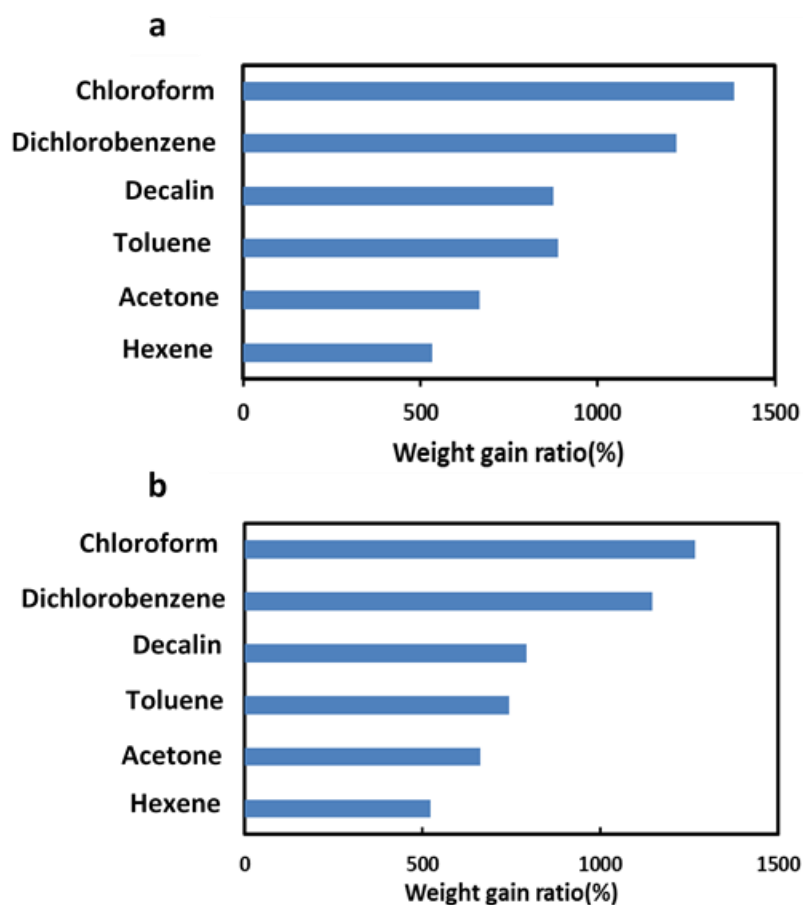 a
Chloroform
Dichlorobenzene
Decalin
Toluene
Acetone
Hexene
0 500 1000 1500
Weight gain ratio(%)
b
Chloroform
Dichlorobenzene
Decalin
Toluene
Acetone
Hexene
0 500 1000 1500
Weight gain ratio(%)